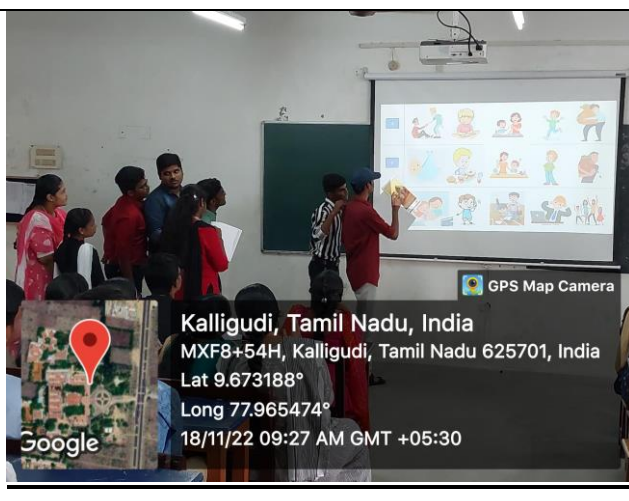 GPS Map Camera
Kalligudi, Tamil Nadu, India
MXF8+54H, Kalligudi, Tamil Nadu 625701, India
Lat 9.673188°
Long 77.965474°
18/11/22 09:27 AM GMT +05:30
Google